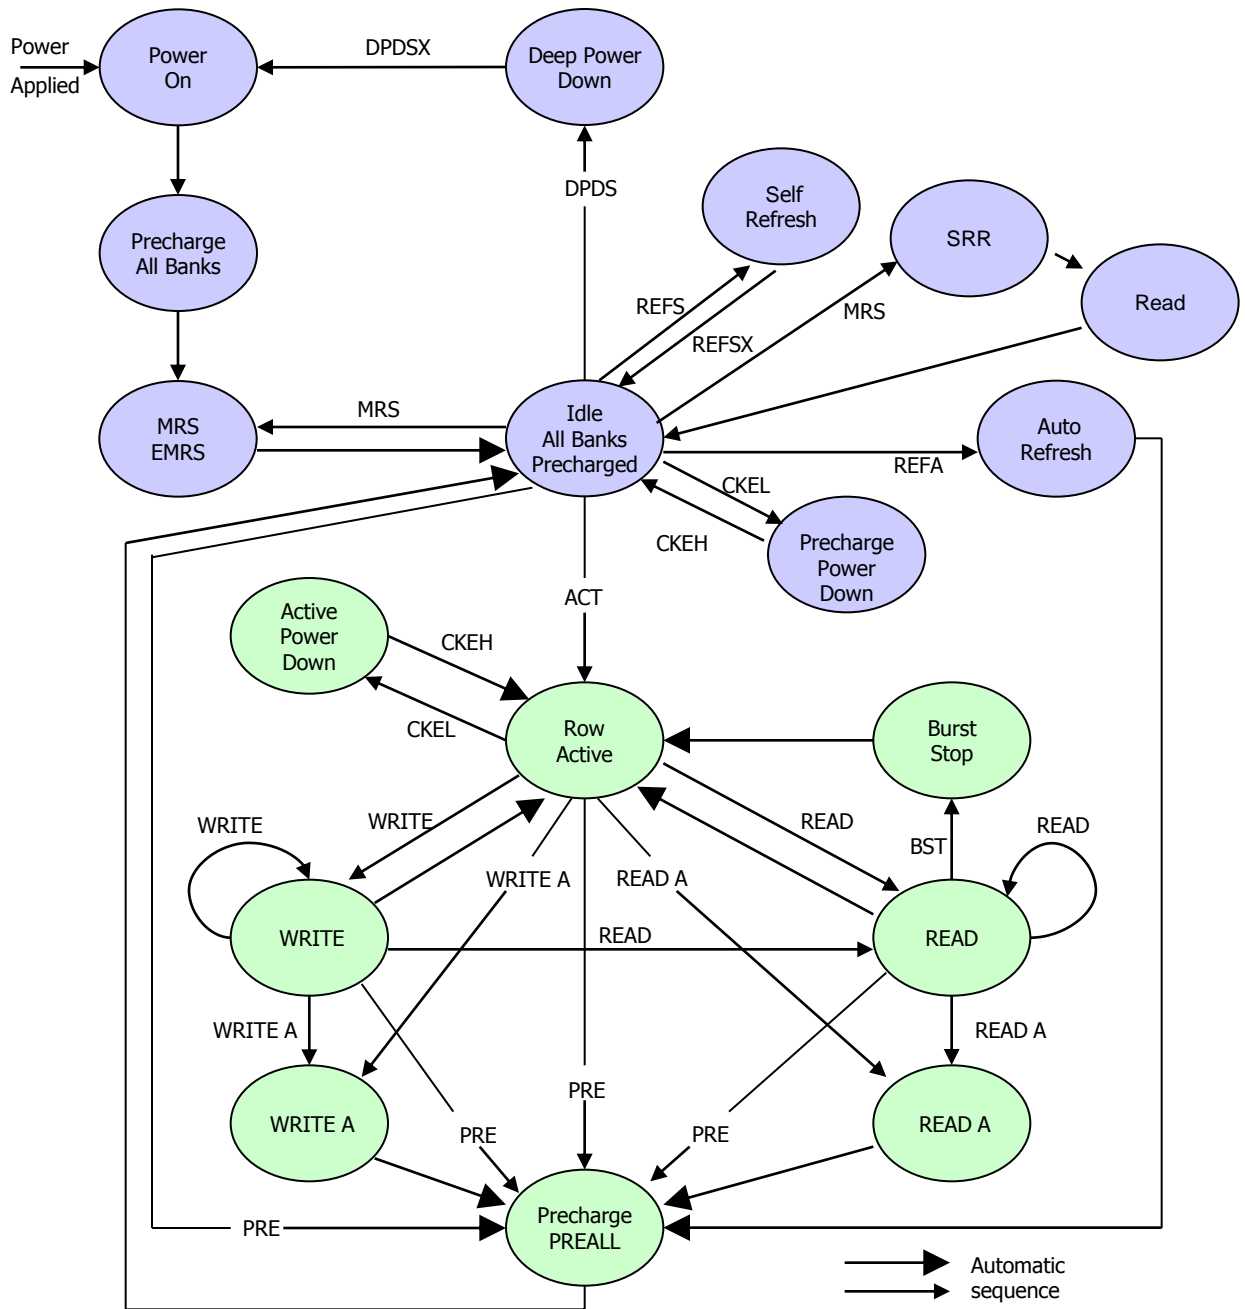 Power
Applied
Power
On
DPDSX
Deep Power
Down
DPDS
Self
Refresh
SRR
Precharge
All Banks
Read
REFS
REFSX
MRS
MRS
EMRS
MRS
Idle
All Banks
Precharged
Auto
Refresh
REFA
CKEL
CKEH
Precharge
Power
Down
ACT
Active
Power
Down
CKEH
CKEL
Row
Active
Burst
Stop
WRITE
WRITE
READ
READ
BST
WRITE A
READ A
WRITE
READ
READ
WRITE A
READ A
PRE
WRITE A
PRE
PRE
READ A
PRE
Precharge
PREALL
Automatic
sequence